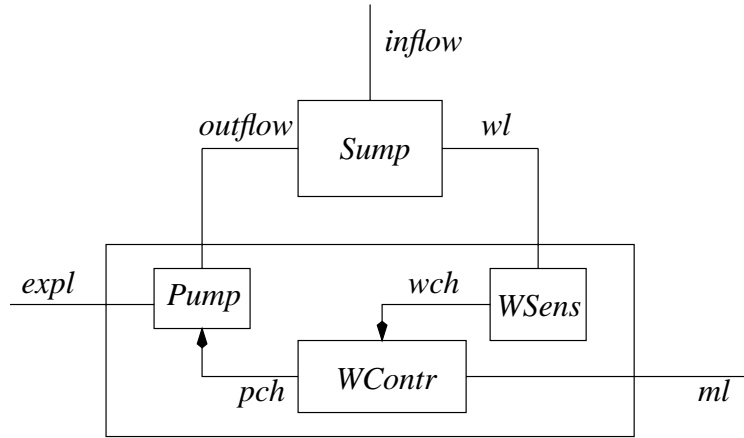 inflow
outflow
Sump
wl
expl
Pump
wch
WSens
pch
WContr
ml